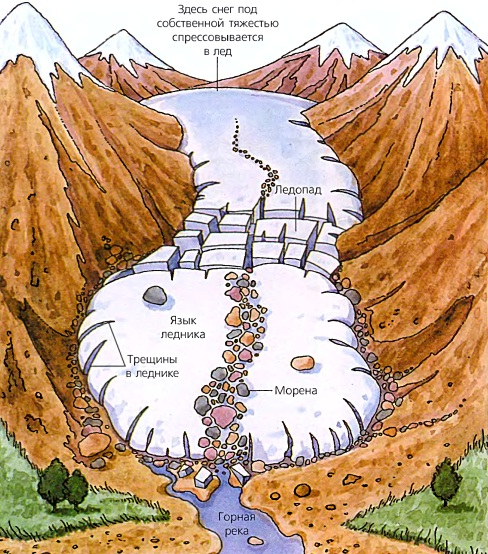 Здесь снег под
собственной тяжестью
спрессовывается
в лед
Ледопад
Язык
ледника
Трещины
в леднике
Морена
Горная
река